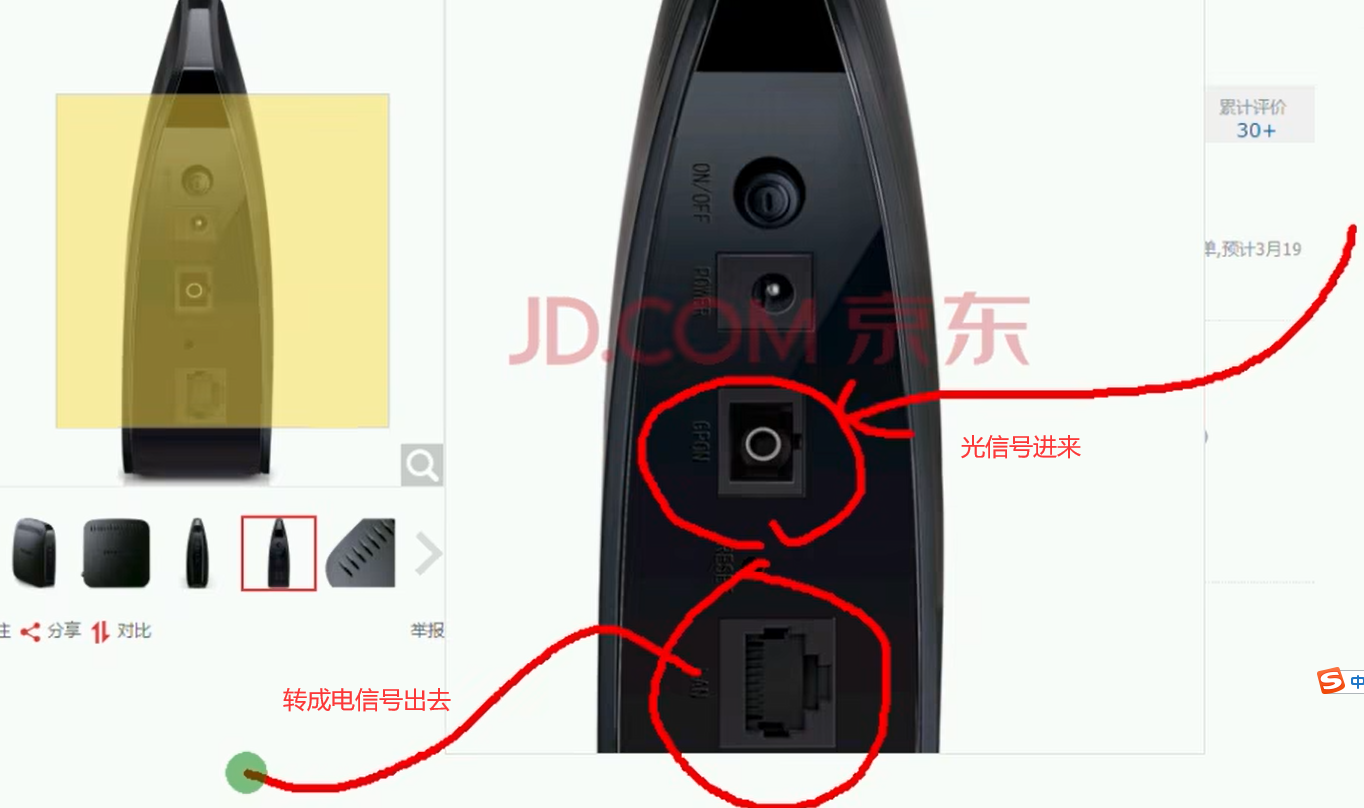 累计评价
30+
ON/OFF
单,预计3月19
POWER
JD.COM 京东
GPON
光信号进来
RESET
分享 对比
举报
LAN
转成电信号出去
中